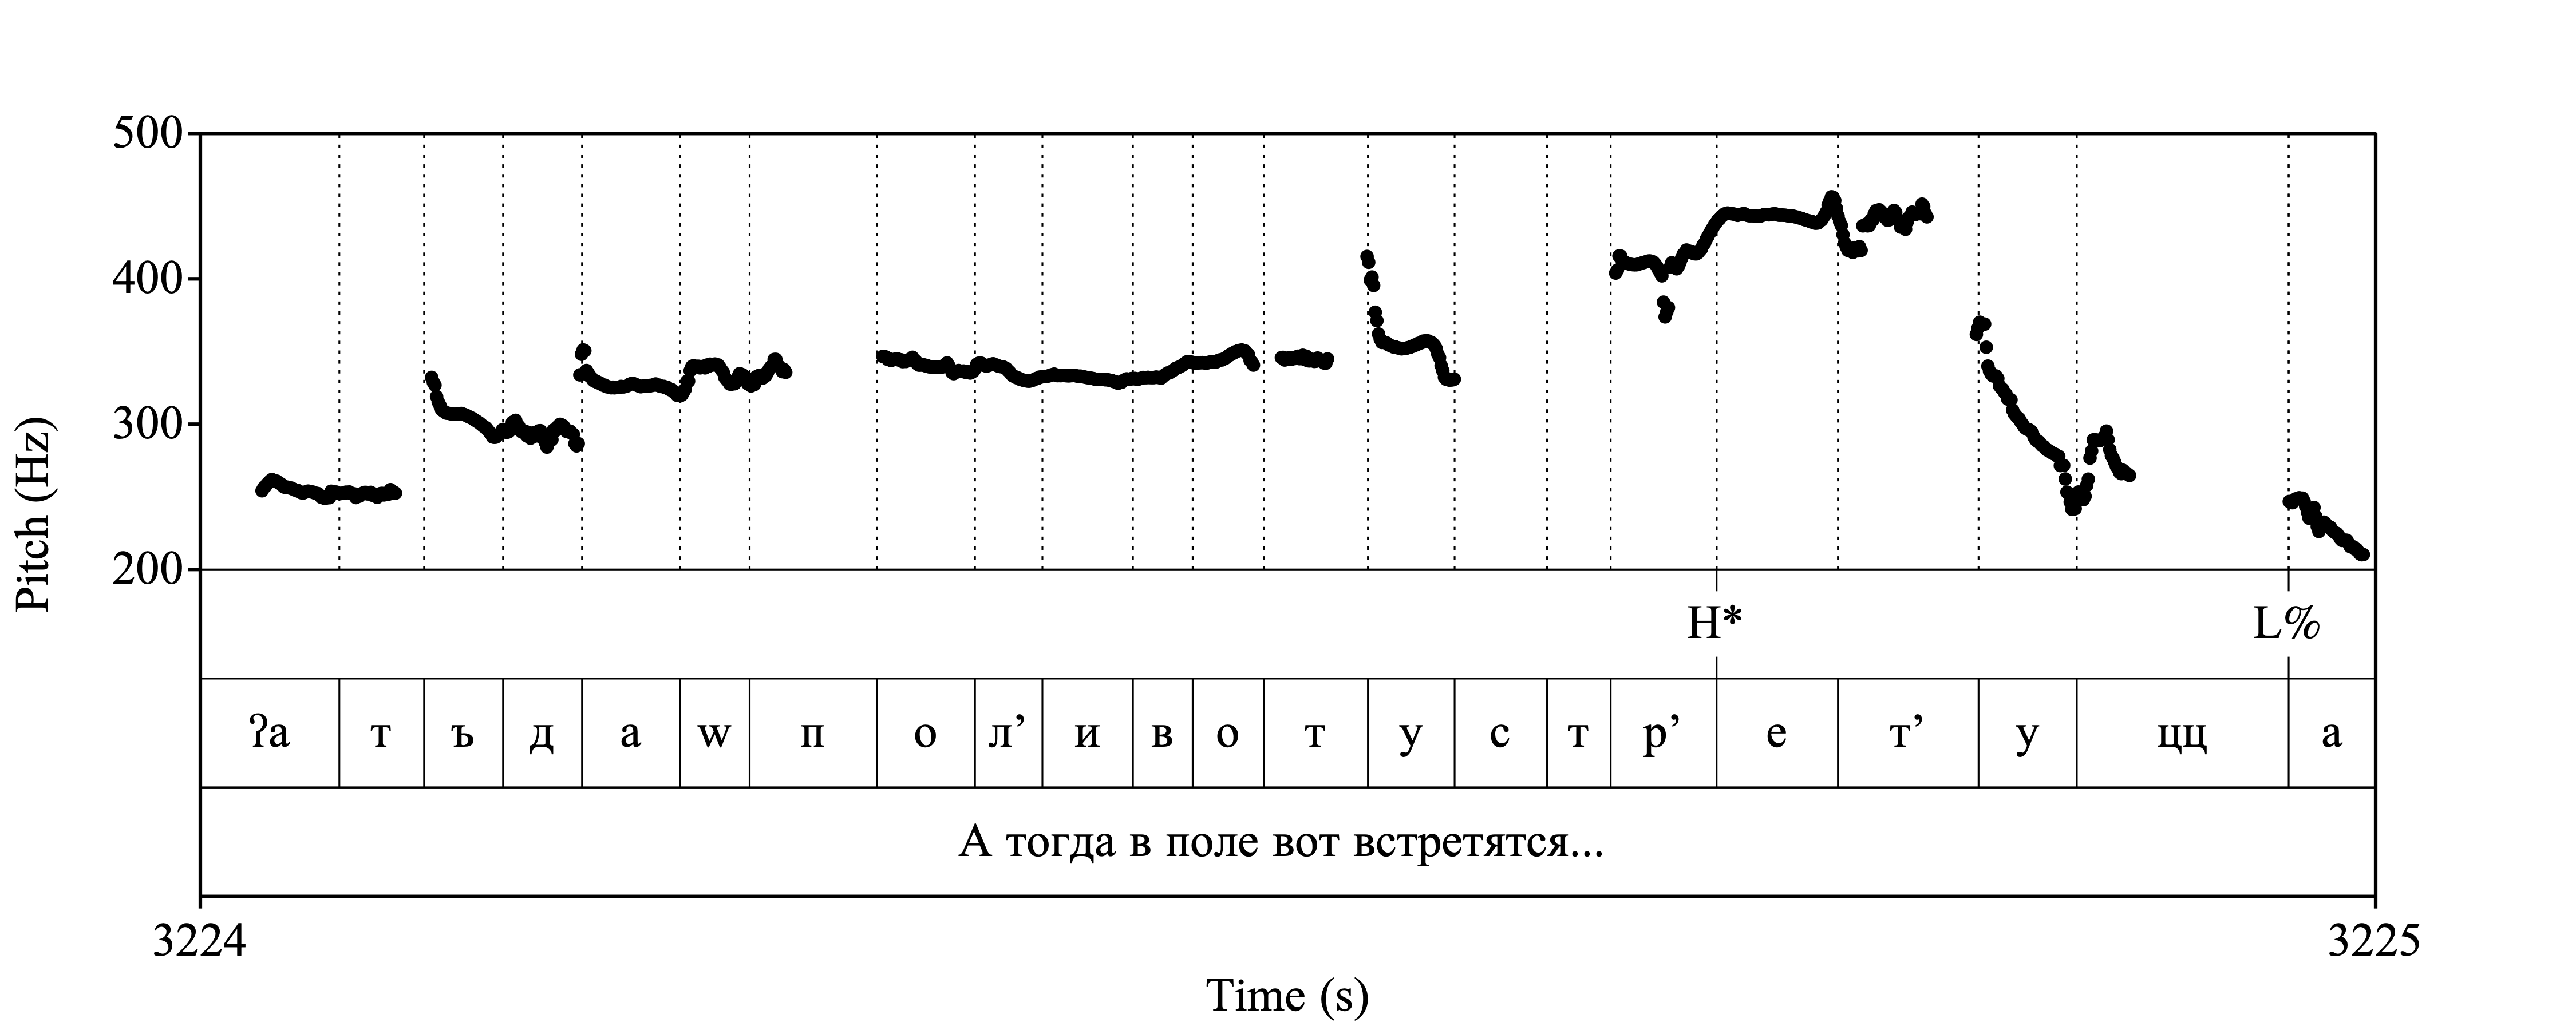 500
400
300
200
Pitch (Hz)
H* L%
ʔа т ъ д а w п о л’ и в о т у с т р’ е т’ у цц а
А тогда в поле вот встретятся...
3224 3225
Time (s)